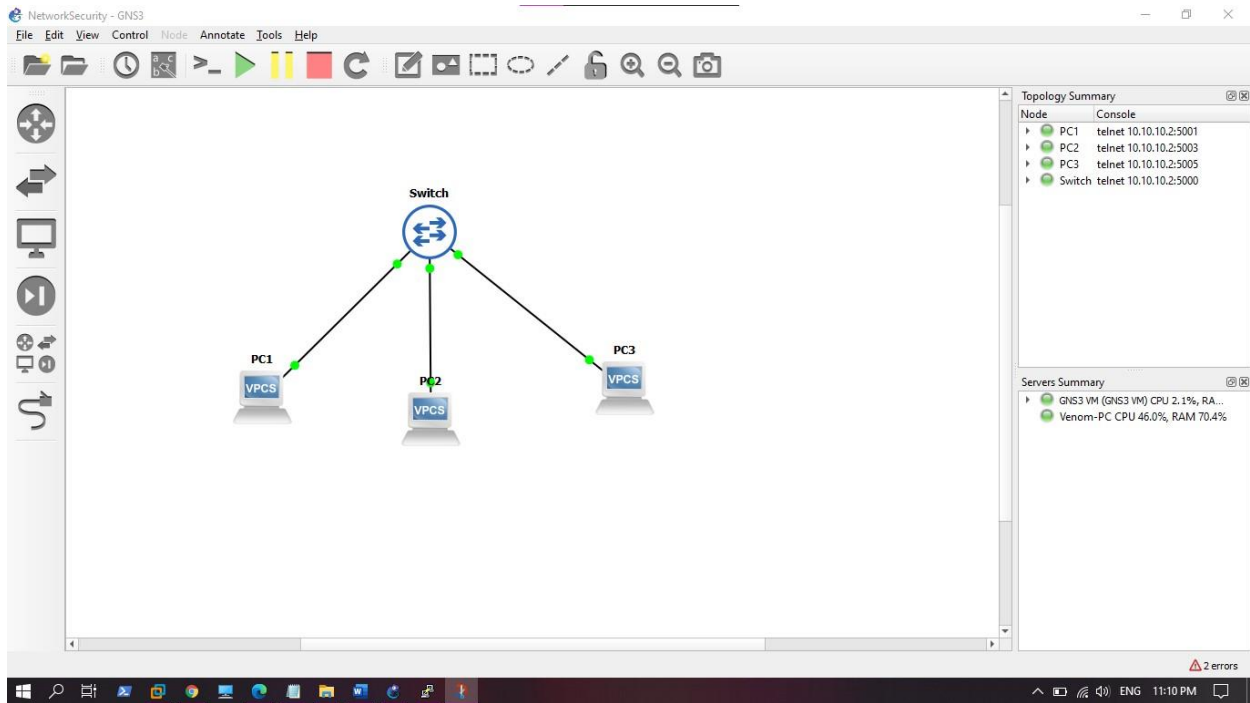 NetworkSecurity - GNS3
File Edit View Control Node Annotate Tools Help
Topology Summary
Node Console
PC1 telnet 10.10.10.2:5001
PC2 telnet 10.10.10.2:5003
PC3 telnet 10.10.10.2:5005
Switch telnet 10.10.10.2:5000
Switch
PC1
VPCS
PC2
VPCS
PC3
VPCS
Servers Summary
GNS3 VM (GNS3 VM) CPU 2.1%, RA...
Venom-PC CPU 46.0%, RAM 70.4%
2 errors
ENG 11:10 PM